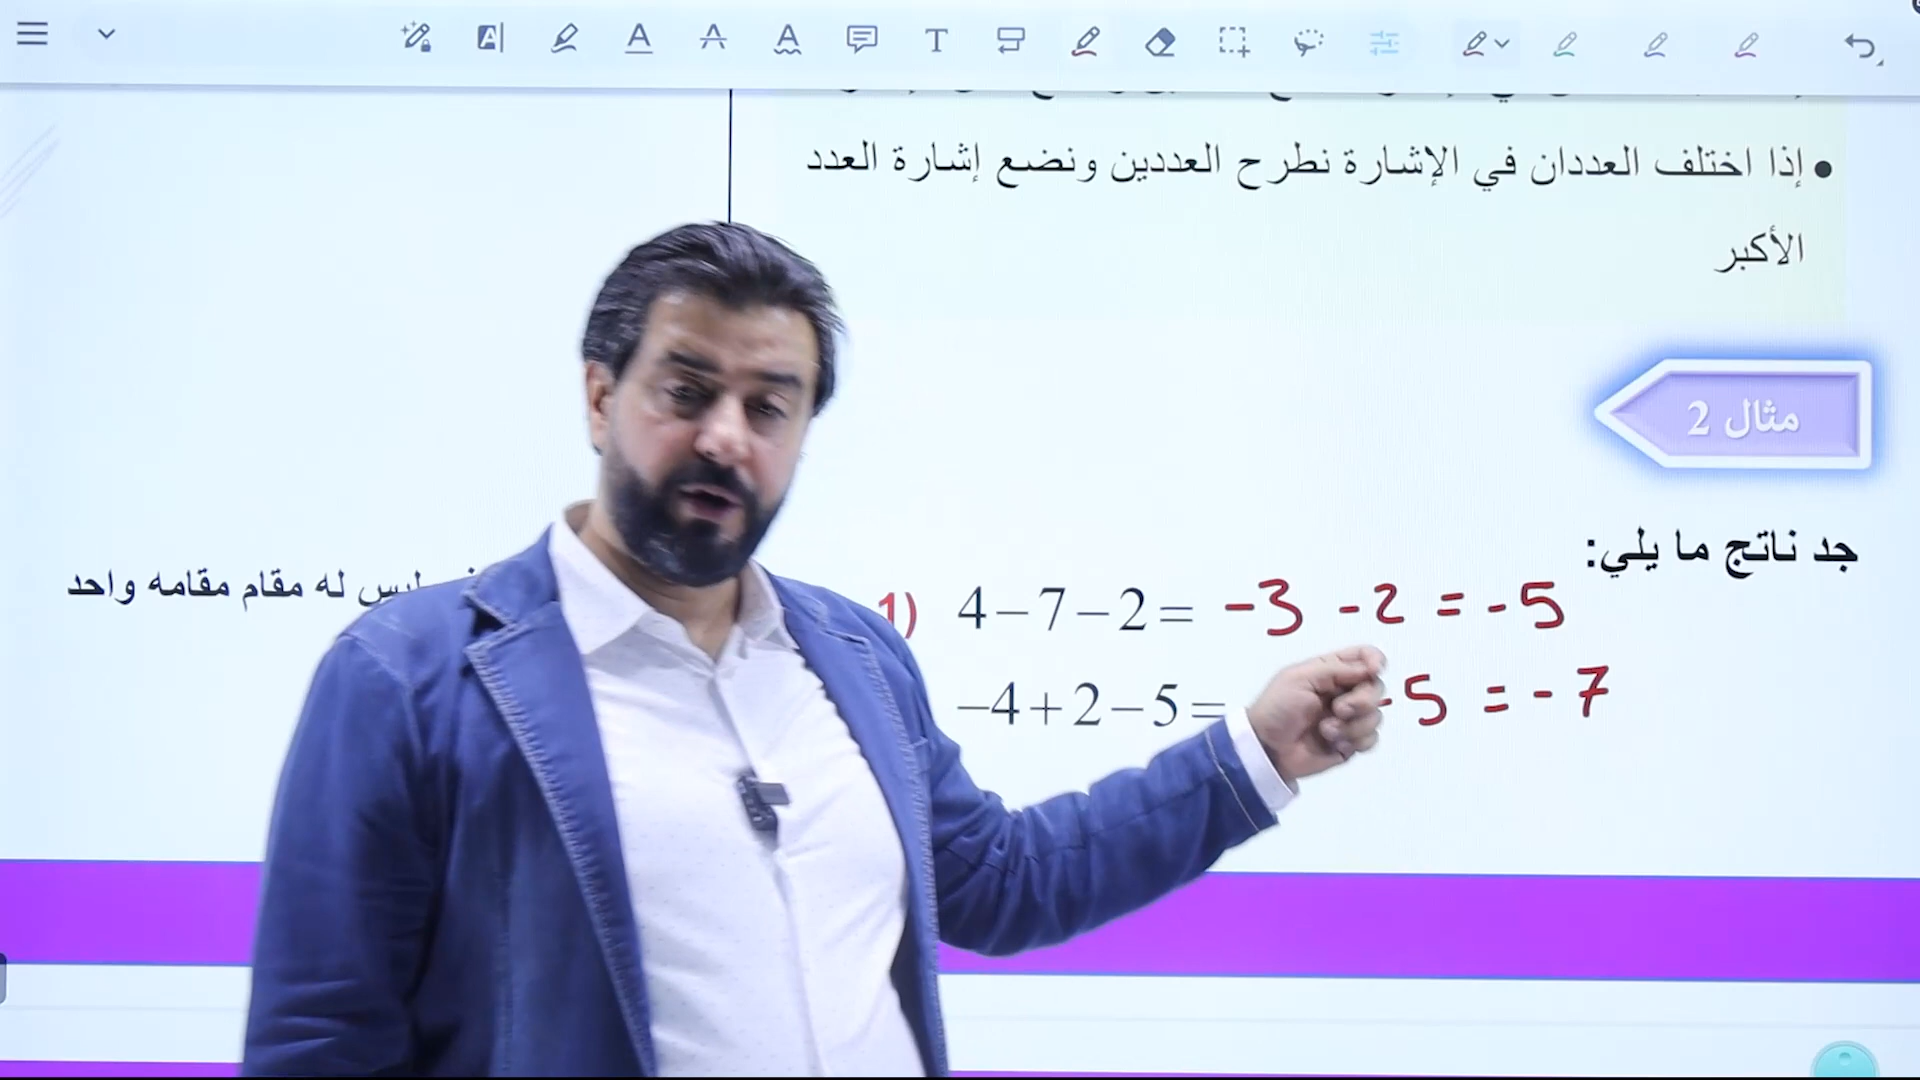 • إذا اختلف العددان في الإشارة نطرح العددين ونضع إشارة العدد
الأكبر
مثال 2
جد ناتج ما يلي:
ليس له مقام مقامه واحد
1) 4−7−2= -3 -2 = -5
−4+2−5= -5 = -7